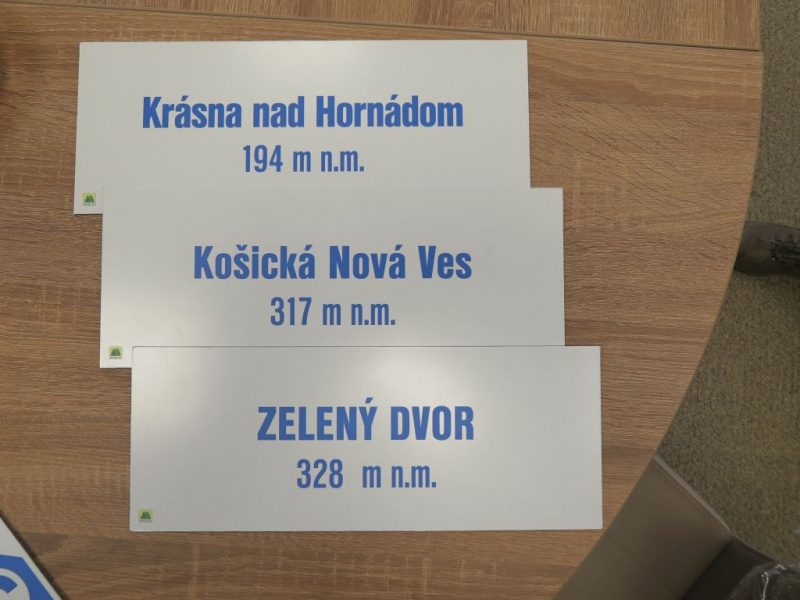 Krásna nad Hornádom
194 m n.m.
Košická Nová Ves
317 m n.m.
ZELENÝ DVOR
328 m n.m.